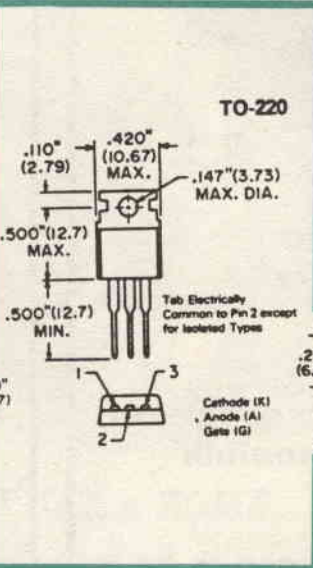 TO-220
.110"
(2.79)
.420"
(10.67)
MAX.
.147"(3.73)
MAX. DIA.
.500"(12.7)
MAX.
.500"(12.7)
MIN.
Tab Electrically
Common to Pin 2 except
for Isolated Types
1
3
2
Cathode (K)
Anode (A)
Gate (G)